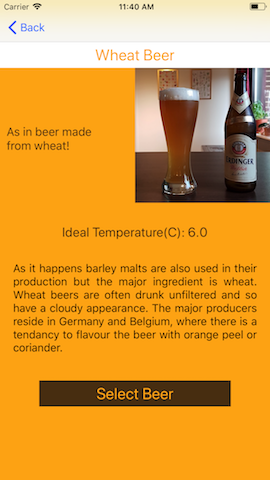 Carrier 11:40 AM
Back
Wheat Beer
As in beer made
from wheat!
ERDINGER
Ideal Temperature(C): 6.0
As it happens barley malts are also used in their
production but the major ingredient is wheat.
Wheat beers are often drunk unfiltered and so
have a cloudy appearance. The major producers
reside in Germany and Belgium, where there is a
tendancy to flavour the beer with orange peel or
coriander.
Select Beer